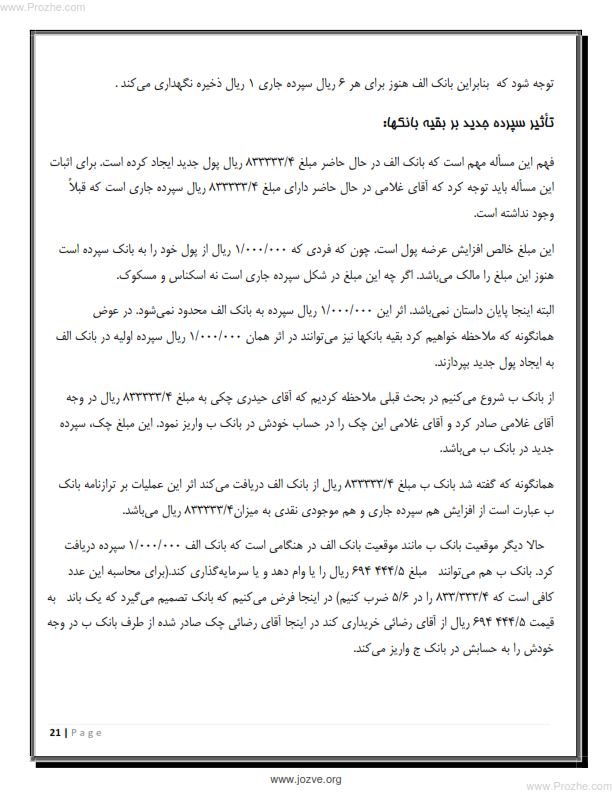 www.Prozhe.com
توجه شود که بنابراین بانک الف هنوز برای هر ۶ ریال سپرده جاری ۱ ریال ذخیره نگهداری می‌کند .
تأثیر سپرده جدید بر بقیه بانکها:
فهم این مسأله مهم است که بانک الف در حال حاضر مبلغ ۸۳۳۳۳۳/۴ ریال پول جدید ایجاد کرده است. برای اثبات
این مسأله باید توجه کرد که آقای غلامی در حال حاضر دارای مبلغ ۸۳۳۳۳۳/۴ ریال سپرده جاری است که قبلاً
وجود نداشته است.
این مبلغ خالص افزایش عرضه پول است. چون که فردی که ۱/۰۰۰/۰۰۰ ریال از پول خود را به بانک سپرده است
هنوز این مبلغ را مالک می‌باشد. اگر چه این مبلغ در شکل سپرده جاری است نه اسکناس و مسکوک.
البته اینجا پایان داستان نمی‌باشد. اثر این ۱/۰۰۰/۰۰۰ ریال سپرده به بانک الف محدود نمی‌شود. در عوض
همانگونه که ملاحظه خواهیم کرد بقیه بانکها نیز می‌توانند در اثر همان ۱/۰۰۰/۰۰۰ ریال سپرده اولیه در بانک الف
به ایجاد پول جدید بپردازند.
از بانک ب شروع می‌کنیم در بحث قبلی ملاحظه کردیم که آقای حیدری چکی به مبلغ ۸۳۳۳۳۳/۴ ریال در وجه
آقای غلامی صادر کرد و آقای غلامی این چک را در حساب خودش در بانک ب واریز نمود. این مبلغ چک، سپرده
جدید در بانک ب می‌باشد.
همانگونه که گفته شد بانک ب مبلغ ۸۳۳۳۳۳/۴ ریال از بانک الف دریافت می‌کند اثر این عملیات بر ترازنامه بانک
ب عبارت است از افزایش هم سپرده جاری و هم موجودی نقدی به میزان۸۳۳۳۳۳/۴ ریال می‌باشد.
حالا دیگر موقعیت بانک ب مانند موقعیت بانک الف در هنگامی است که بانک الف ۱/۰۰۰/۰۰۰ سپرده دریافت
کرد. بانک ب هم می‌توانند مبلغ ۶۹۴ ۴۴۴/۵ ریال را یا وام دهد و یا سرمایه‌گذاری کند.(برای محاسبه این عدد
کافی است که ۸۳۳/۳۳۳/۴ را در ۵/۶ ضرب کنیم) در اینجا فرض می‌کنیم که بانک تصمیم می‌گیرد که یک باند به
قیمت ۶۹۴ ۴۴۴/۵ ریال از آقای رضائی خریداری کند در اینجا آقای رضائی چک صادر شده از طرف بانک ب در وجه
خودش را به حسابش در بانک ج واریز می‌کند.
21 | Page
www.jozve.org
www.Prozhe.com